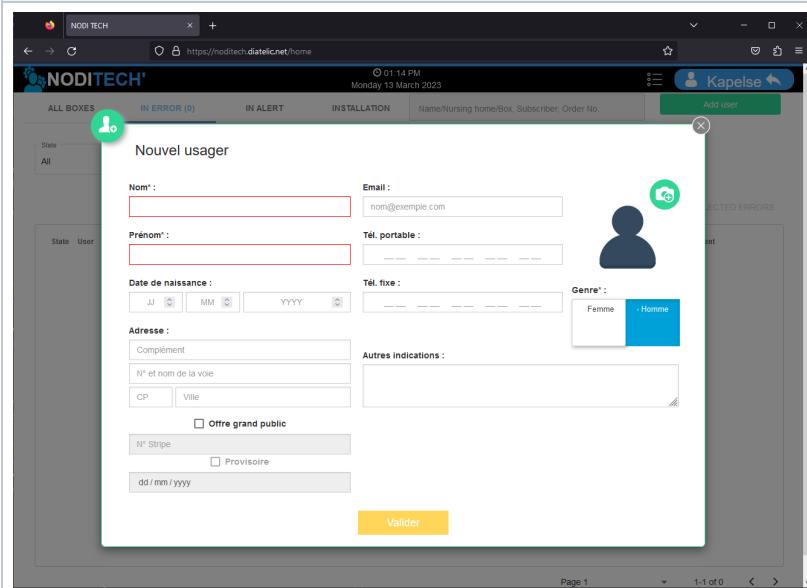 NODI TECH
https://noditech.diatelic.net/home
NODITECH'
01:14 PM
Monday 13 March 2023
Kapelse
ALL BOXES
IN ERROR (0)
IN ALERT
INSTALLATION
Name/Nursing home/Box, Subscriber, Order No.
Add user
State
All
LECTED ERRORS
State User
ent
Nouvel usager
Nom* :
Email :
nom@exemple.com
Prénom* :
Tél. portable :
Date de naissance :
JJ MM YYYY
Tél. fixe :
Genre* :
Femme
- Homme
Adresse :
Complément
N° et nom de la voie
CP Ville
Autres indications :
Offre grand public
N° Stripe
Provisoire
dd / mm / yyyy
Valider
Page 1
1-1 of 0